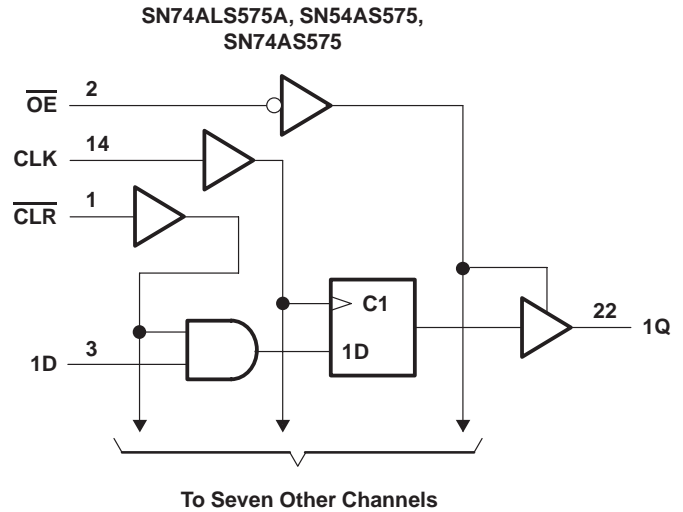 SN74ALS575A, SN54AS575,
SN74AS575
OE 2
CLK 14
CLR 1
1D 3
C1
1D
22 1Q
To Seven Other Channels